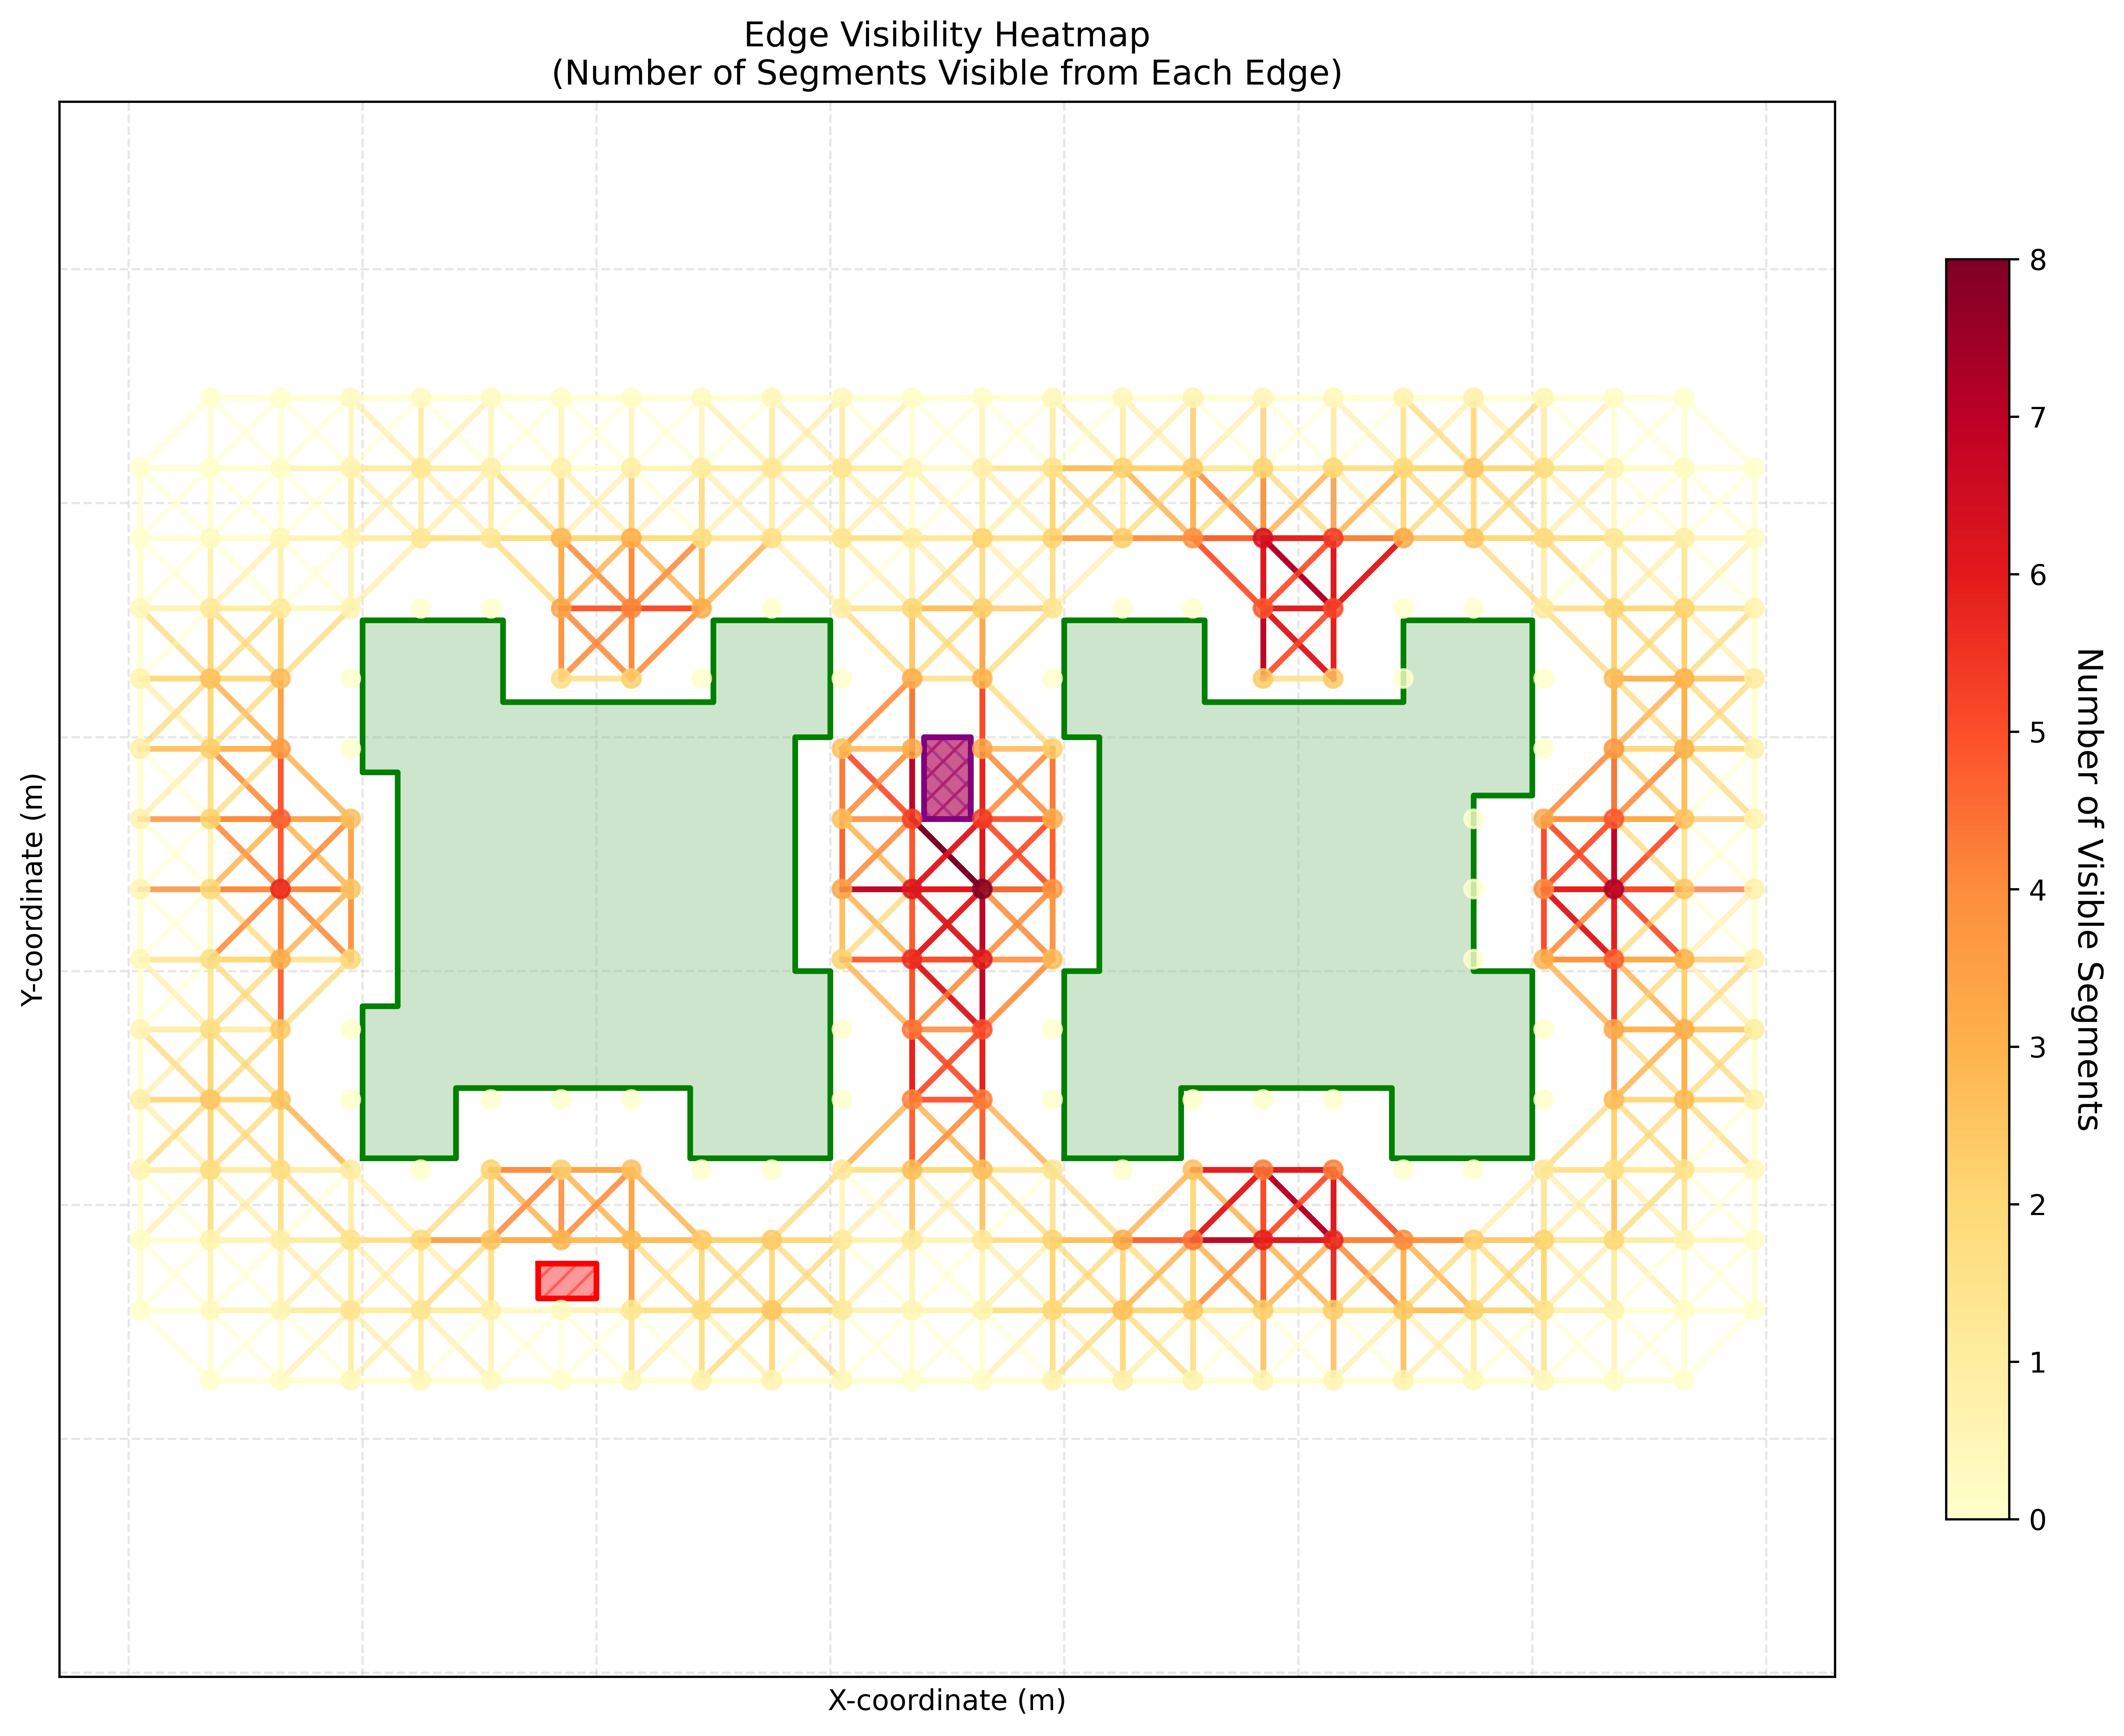 Edge Visibility Heatmap
(Number of Segments Visible from Each Edge)
Y-coordinate (m)
X-coordinate (m)
8
7
6
5
4
3
2
1
0
Number of Visible Segments